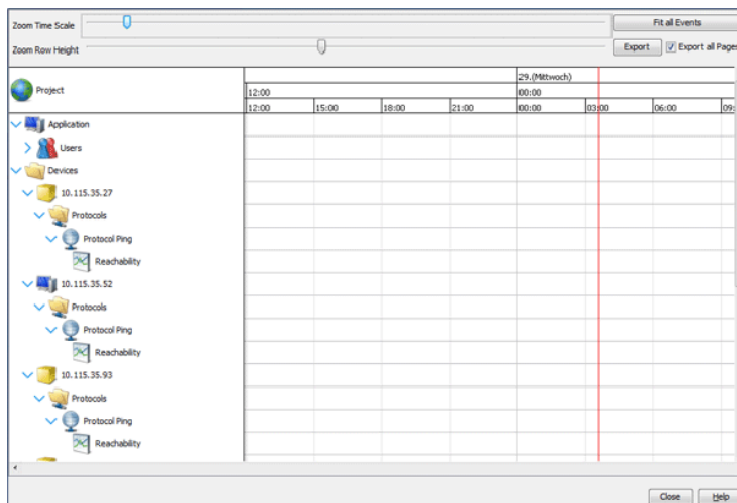 Zoom Time Scale
Fit all Events
Zoom Row Height
Export
Export all Pages
29.(Mittwoch)
Project
12:00
00:00
12:00 15:00 18:00 21:00 00:00 03:00 06:00 09:
Application
Users
Devices
10.115.35.27
Protocols
Protocol Ping
Reachability
10.115.35.52
Protocols
Protocol Ping
Reachability
10.115.35.93
Protocols
Protocol Ping
Reachability
Close Help